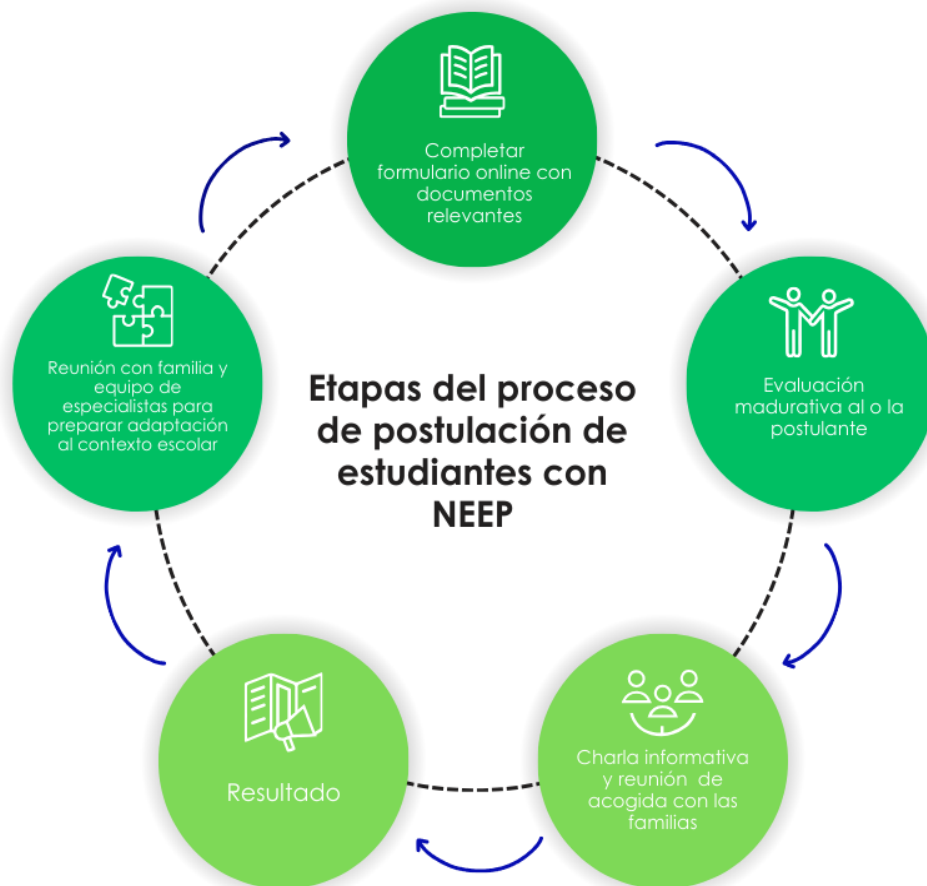 Completar
formulario online con
documentos
relevantes
Reunión con familia y
equipo de
especialistas para
preparar adaptación
al contexto escolar
Etapas del proceso
de postulación de
estudiantes con
NEEP
Evaluación
madurativa al o la
postulante
Resultado
Charla informativa
y reunión de
acogida con las
familias